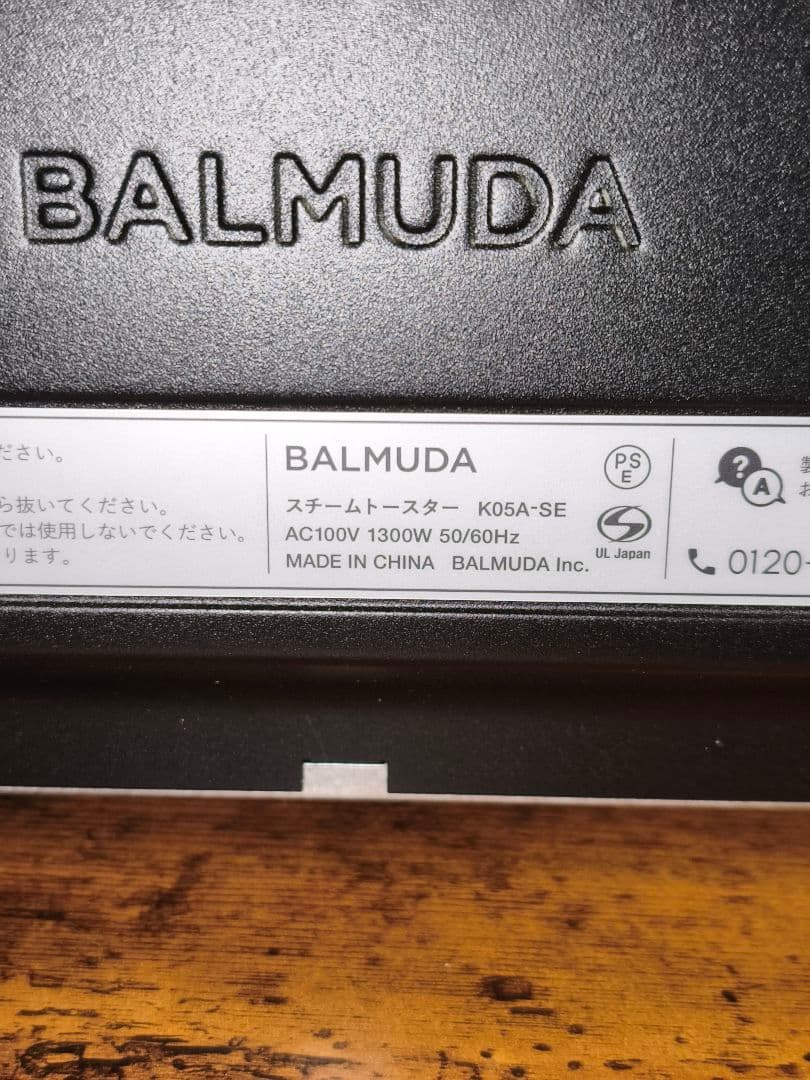 BALMUDA
ださい。
ら抜いてください。
では使用しないでください。
ります。
BALMUDA
スチームトースター K05A-SE
AC100V 1300W 50/60Hz
MADE IN CHINA BALMUDA Inc.
PS
E
S
UL Japan
?
A
製
お
0120-